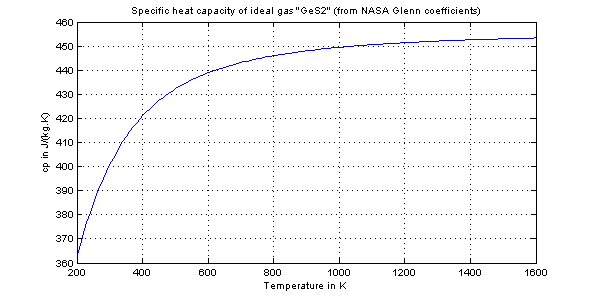 Specific heat capacity of ideal gas "GeS2" (from NASA Glenn coefficients)
460
450
440
430
420
410
400
390
380
370
360
cp in J/(kg.K)
200 400 600 800 1000 1200 1400 1600
Temperature in K